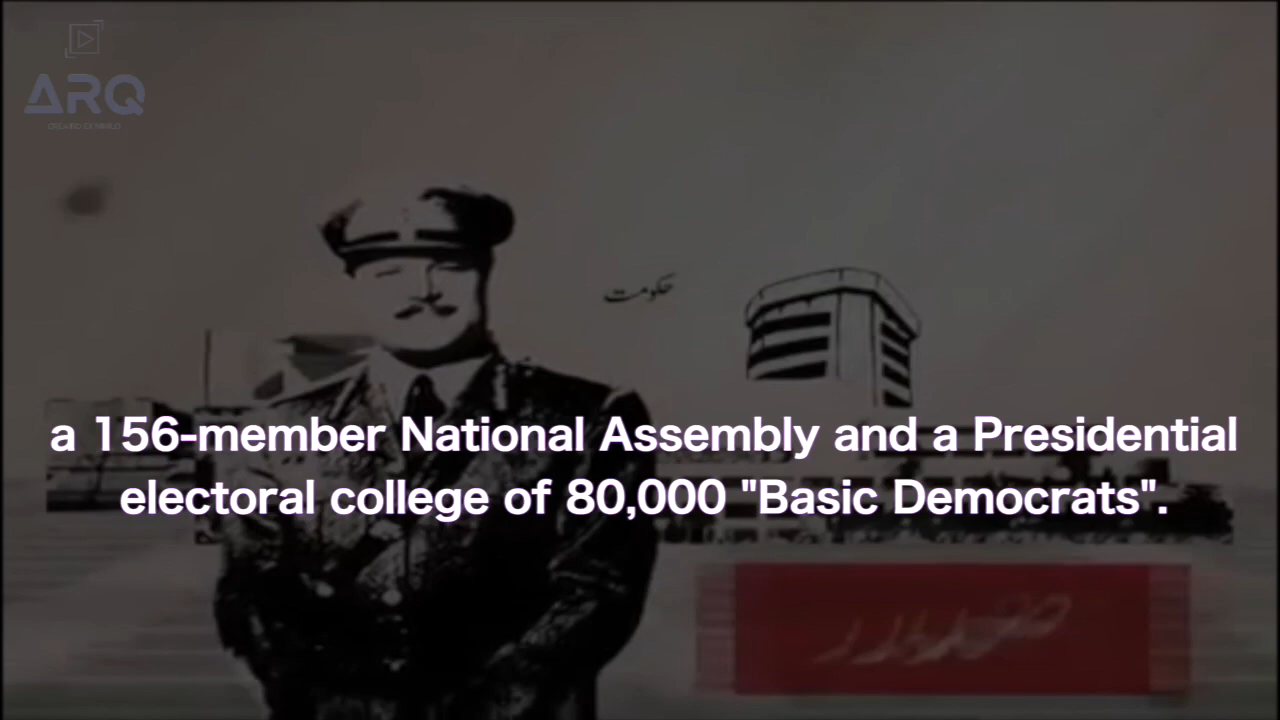 ARQ
حکومت
a 156-member National Assembly and a Presidential
electoral college of 80,000 "Basic Democrats".